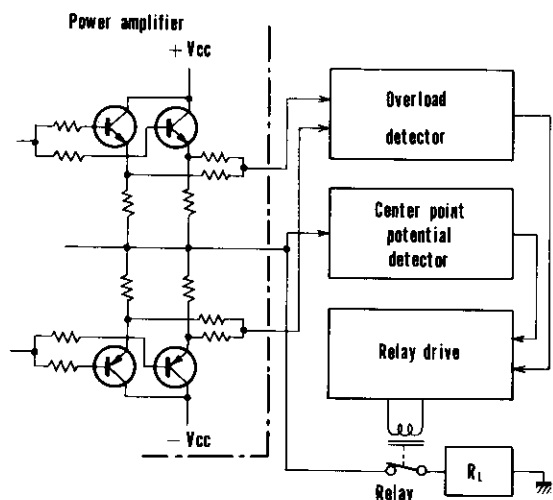 Power amplifier
+ Vcc
Overload
detector
Center point
potential
detector
Relay drive
- Vcc
Relay
RL